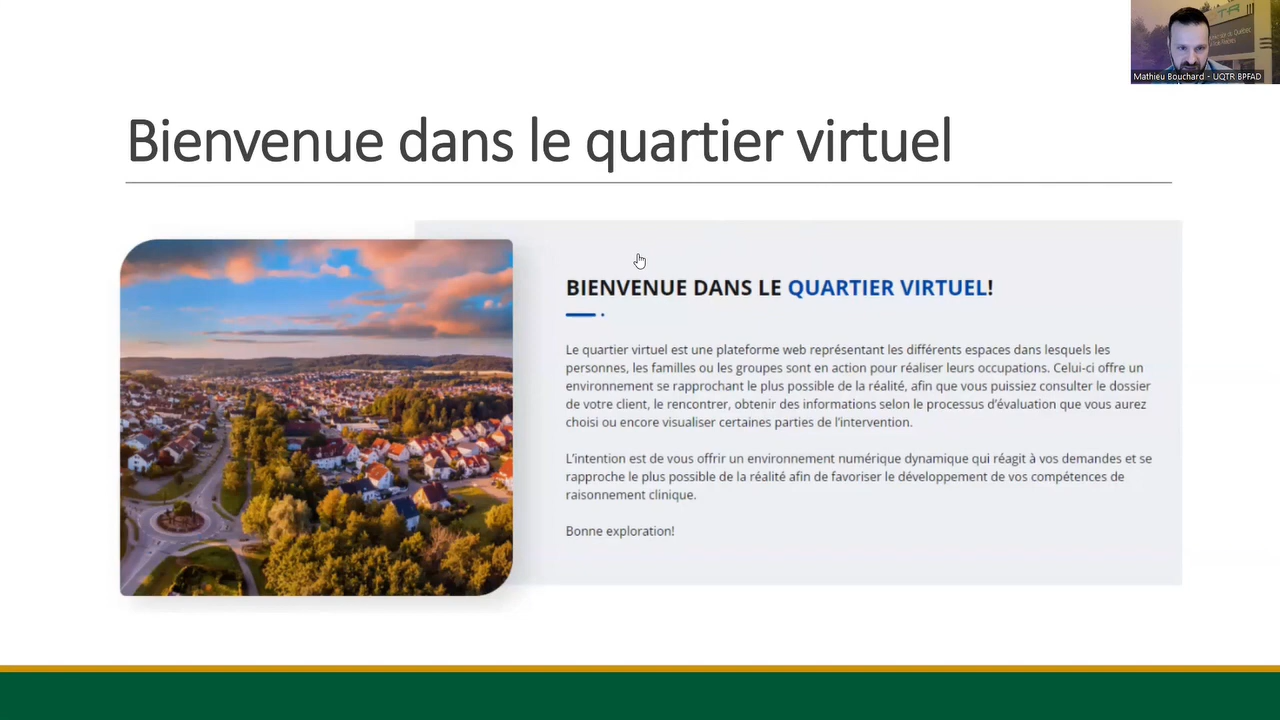 Mathieu Bouchard - UQTR BPFAD
Bienvenue dans le quartier virtuel
BIENVENUE DANS LE QUARTIER VIRTUEL!
Le quartier virtuel est une plateforme web représentant les différents espaces dans lesquels les
personnes, les familles ou les groupes sont en action pour réaliser leurs occupations. Celui-ci offre un
environnement se rapprochant le plus possible de la réalité, afin que vous puissiez consulter le dossier
de votre client, le rencontrer, obtenir des informations selon le processus d'évaluation que vous aurez
choisi ou encore visualiser certaines parties de l'intervention.
L'intention est de vous offrir un environnement numérique dynamique qui réagit à vos demandes et se
rapproche le plus possible de la réalité afin de favoriser le développement de vos compétences de
raisonnement clinique.
Bonne exploration!